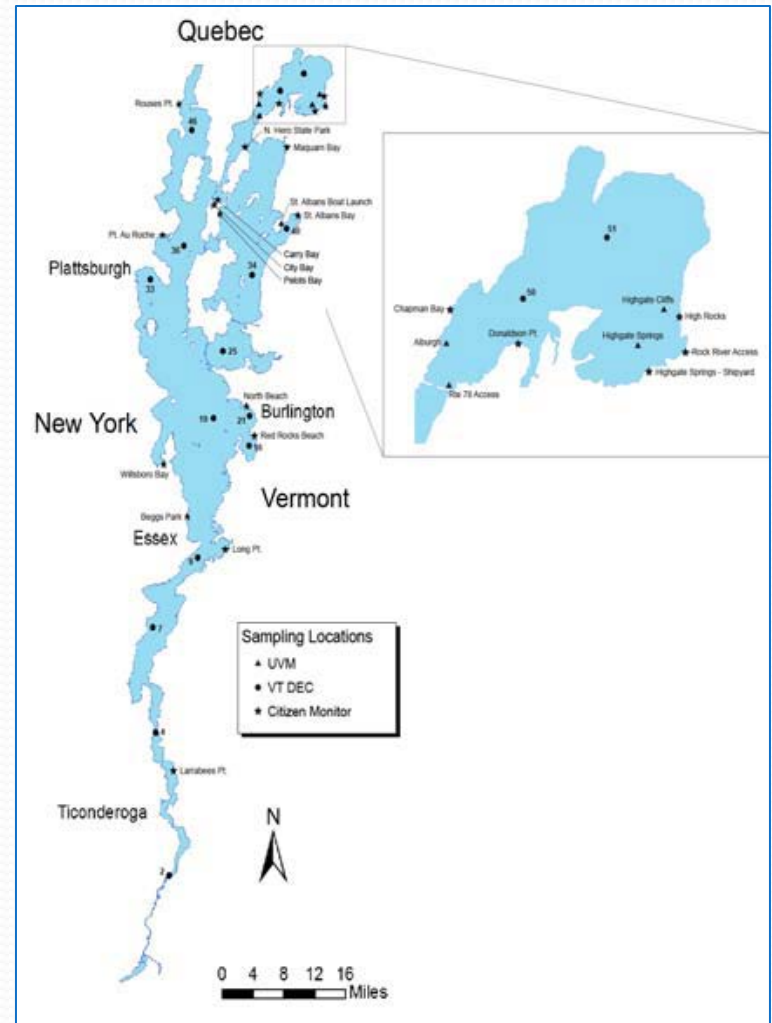 Quebec
Rouses Pt.
46
N. Hero State Park
Maquam Bay
St. Albans Boat Launch
St. Albans Bay
40
Pt. Au Roche
36
Carry Bay
City Bay
Pelots Bay
Plattsburgh
33
34
25
North Beach
New York
19
21
Burlington
Red Rocks Beach
16
Willsboro Bay
Vermont
Beggs Park
Essex
Long Pt.
9
7
4
Larrabees Pt.
Ticonderoga
2
51
50
Chapman Bay
Highgate Cliffs
High Rocks
Donaldson Pt.
Alburgh
Highgate Springs
Rock River Access
Highgate Springs - Shipyard
Rte 78 Access
Sampling Locations
UVM
VT DEC
Citizen Monitor
N
0 4 8 12 16
Miles